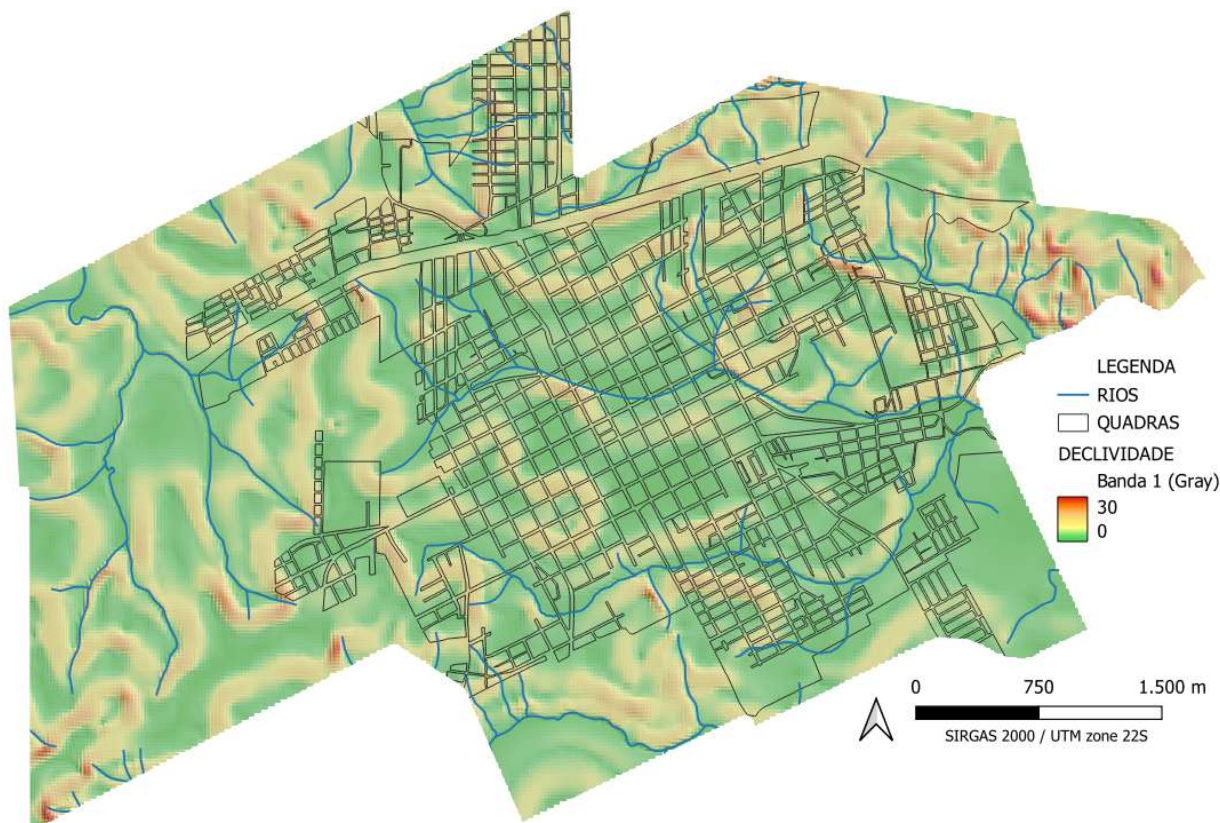 LEGENDA
RIOS
QUADRAS
DECLIVIDADE
Banda 1 (Gray)
30
0
0 750 1.500 m
SIRGAS 2000 / UTM zone 22S